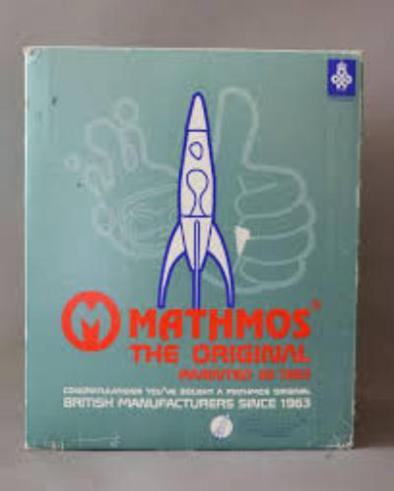 MATHMOS®
THE ORIGINAL
INVENTED IN 1963
CONGRATULATIONS YOU'VE BOUGHT A MATHMOS ORIGINAL
BRITISH MANUFACTURERS SINCE 1963